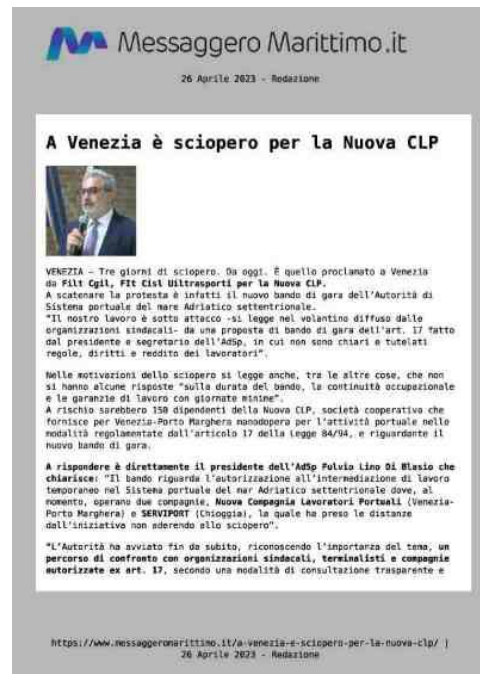 Messaggero Marittimo.it
26 Aprile 2023 - Redazione
A Venezia è sciopero per la Nuova CLP
VENEZIA – Tre giorni di sciopero. Da oggi. È quello proclamato a Venezia
da Filt Cgil, FIt Cisl Uiltrasporti per la Nuova CLP.
A scatenare la protesta è infatti il nuovo bando di gara dell'Autorità di
Sistema portuale del mare Adriatico settentrionale.
"Il nostro lavoro è sotto attacco -si legge nel volantino diffuso dalle
organizzazioni sindacali- da una proposta di bando di gara dell'art. 17 fatto
dal presidente e segretario dell'AdSp, in cui non sono chiari e tutelati
regole, diritti e reddito dei lavoratori".
Nelle motivazioni dello sciopero si legge anche, tra le altre cose, che non
si hanno alcune risposte "sulla durata del bando, la continuità occupazionale
e le garanzie di lavoro con giornate minime".
A rischio sarebbero 150 dipendenti della Nuova CLP, società cooperativa che
fornisce per Venezia-Porto Marghera manodopera per l'attività portuale nelle
modalità regolamentate dall'articolo 17 della Legge 84/94, e riguardante il
nuovo bando di gara.
A rispondere è direttamente il presidente dell'AdSp Fulvio Lino Di Blasio che
chiarisce: "Il bando riguarda l'autorizzazione all'intermediazione di lavoro
temporaneo nel Sistema portuale del mar Adriatico settentrionale dove, al
momento, operano due compagnie, Nuova Compagnia Lavoratori Portuali (Venezia-
Porto Marghera) e SERVIPORT (Chioggia), la quale ha preso le distanze
dall'iniziativa non aderendo allo sciopero".
"L'Autorità ha avviato fin da subito, riconoscendo l'importanza del tema, un
percorso di confronto con organizzazioni sindacali, terminalisti e compagnie
autorizzate ex art. 17, secondo una modalità di consultazione trasparente e
https://www.messaggeromarittimo.it/a-venezia-e-sciopero-per-la-nuova-clp/ |
26 Aprile 2023 - Redazione